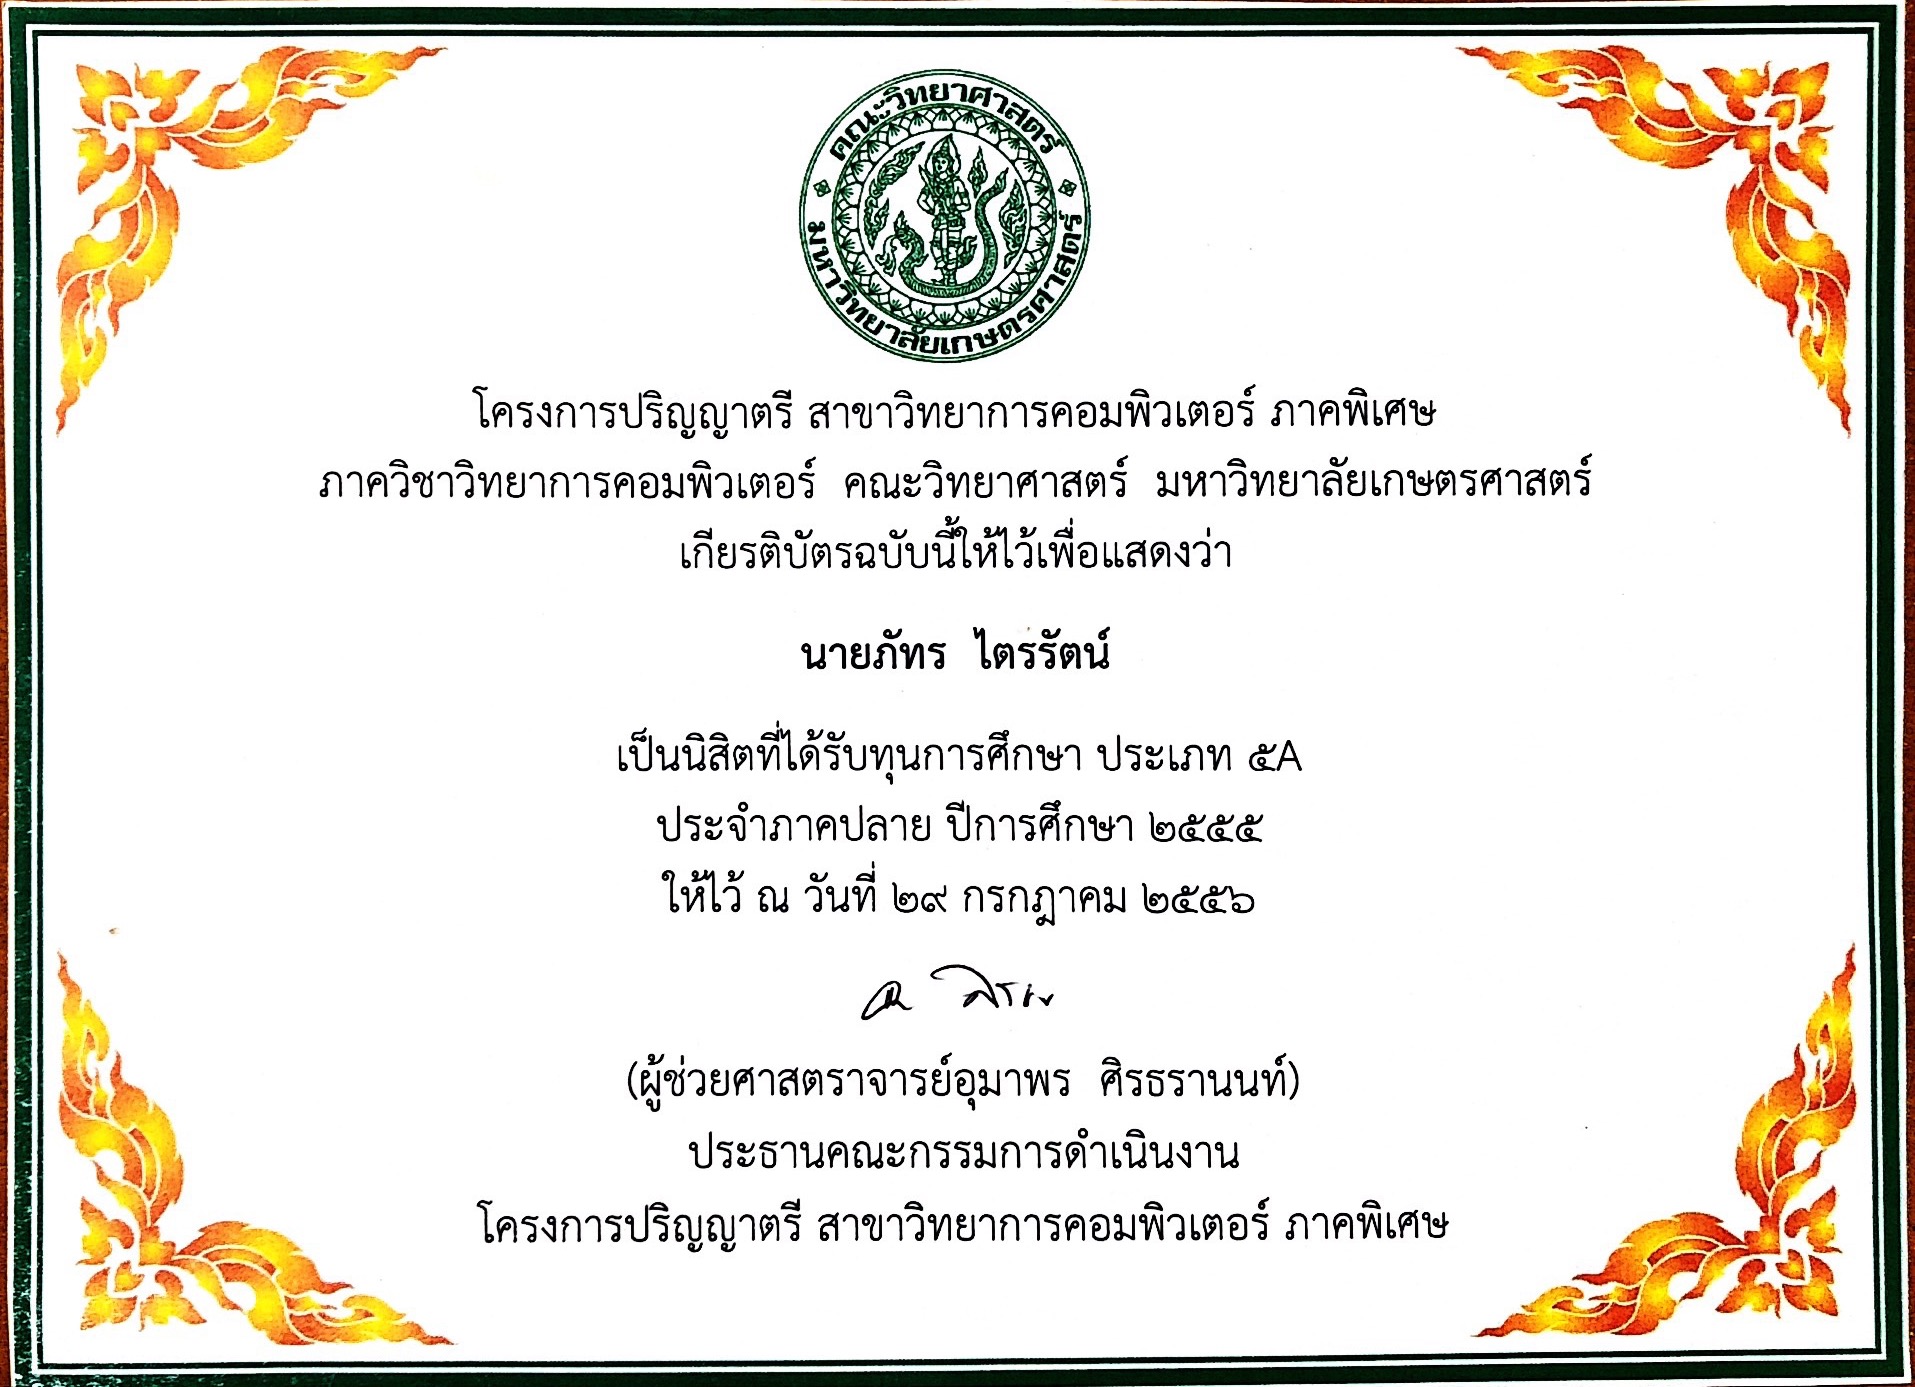 คณะวิทยาศาสตร์
มหาวิทยาลัยเกษตรศาสตร์
โครงการปริญญาตรี สาขาวิทยาการคอมพิวเตอร์ ภาคพิเศษ
ภาควิชาวิทยาการคอมพิวเตอร์ คณะวิทยาศาสตร์ มหาวิทยาลัยเกษตรศาสตร์
เกียรติบัตรฉบับนี้ให้ไว้เพื่อแสดงว่า
นายภัทร ไตรรัตน์
เป็นนิสิตที่ได้รับทุนการศึกษา ประเภท ๕A
ประจำภาคปลาย ปีการศึกษา ๒๕๕๕
ให้ไว้ ณ วันที่ ๒๙ กรกฎาคม ๒๕๕๖
(ผู้ช่วยศาสตราจารย์อุมาพร ศิรธรานนท์)
ประธานคณะกรรมการดำเนินงาน
โครงการปริญญาตรี สาขาวิทยาการคอมพิวเตอร์ ภาคพิเศษ